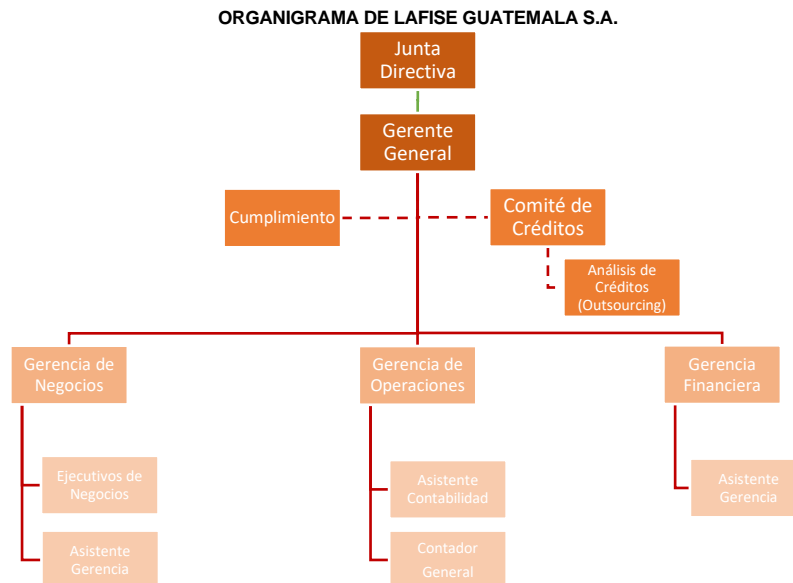 ORGANIGRAMA DE LAFISE GUATEMALA S.A.
Junta
Directiva
Gerente
General
Cumplimiento
Comité de
Créditos
Análisis de
Créditos
(Outsourcing)
Gerencia de
Negocios
Gerencia de
Operaciones
Gerencia
Financiera
Ejecutivos de
Negocios
Asistente
Contabilidad
Asistente
Gerencia
Asistente
Gerencia
Contador
General